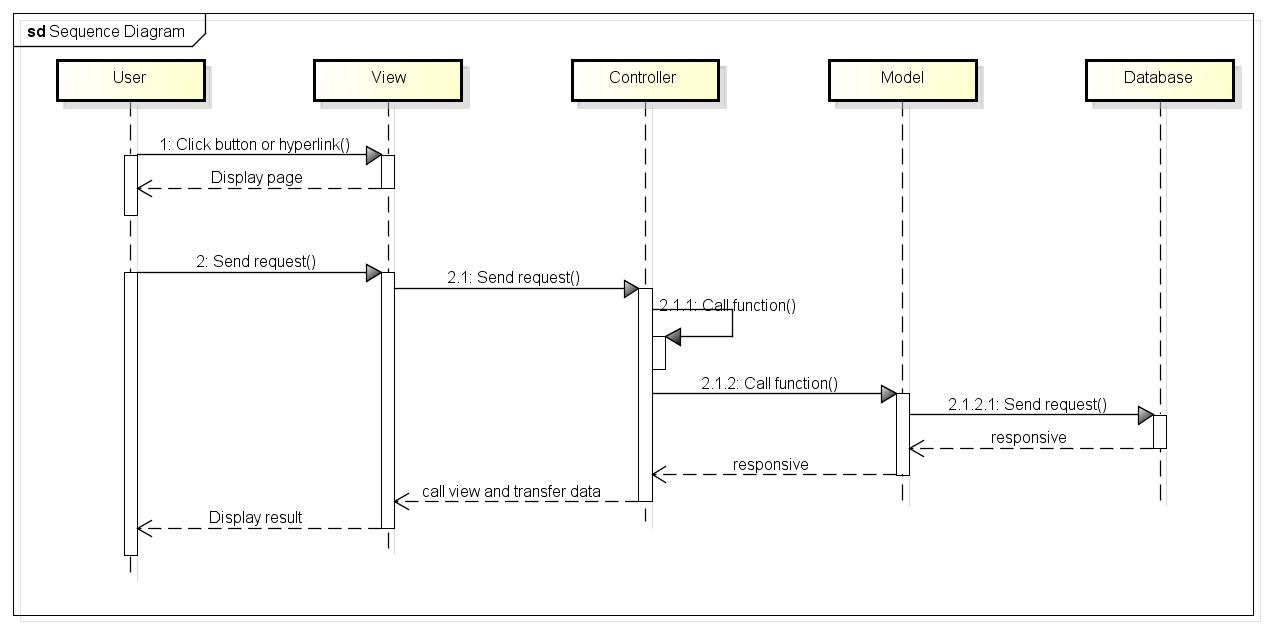 sd Sequence Diagram
User
View
Controller
Model
Database
1: Click button or hyperlink()
Display page
2: Send request()
2.1: Send request()
2.1.1: Call function()
2.1.2: Call function()
2.1.2.1: Send request()
responsive
responsive
call view and transfer data
Display result